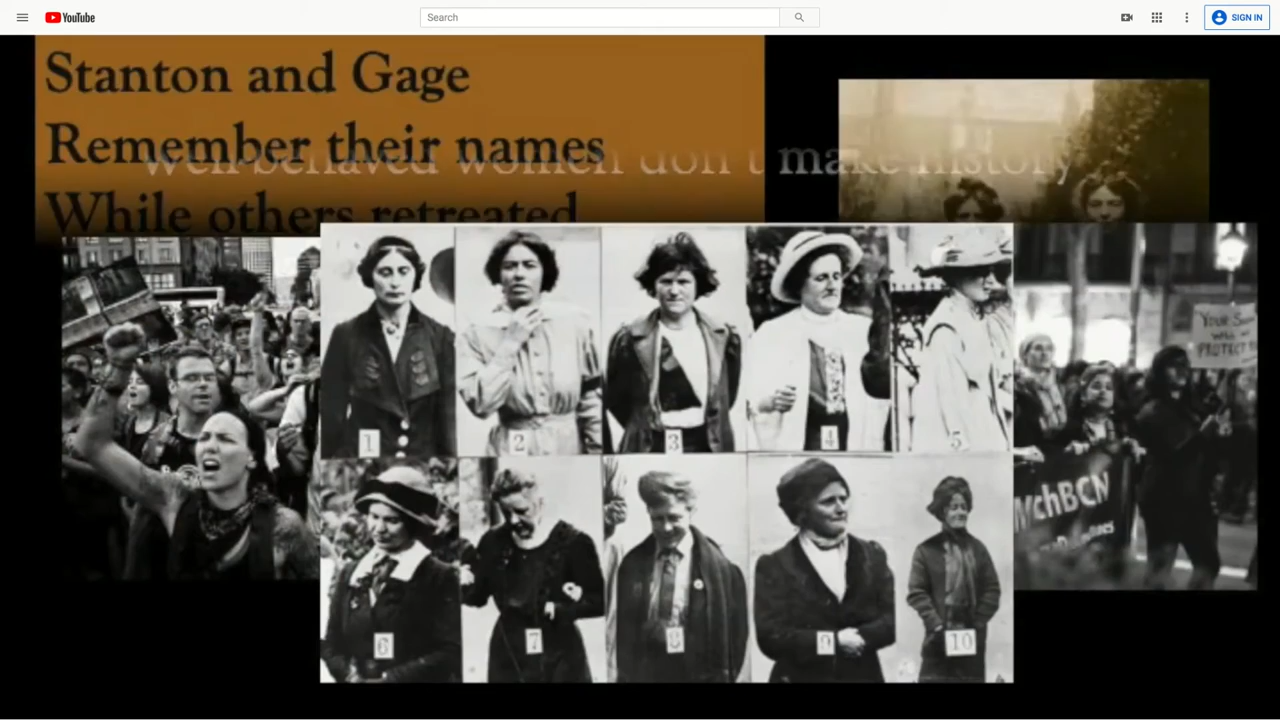 YouTube
Search
SIGN IN
Stanton and Gage
Remember their names
well-behaved women don't make history
While others retreated
1
2
3
4
5
6
7
8
9
10
PROTECT